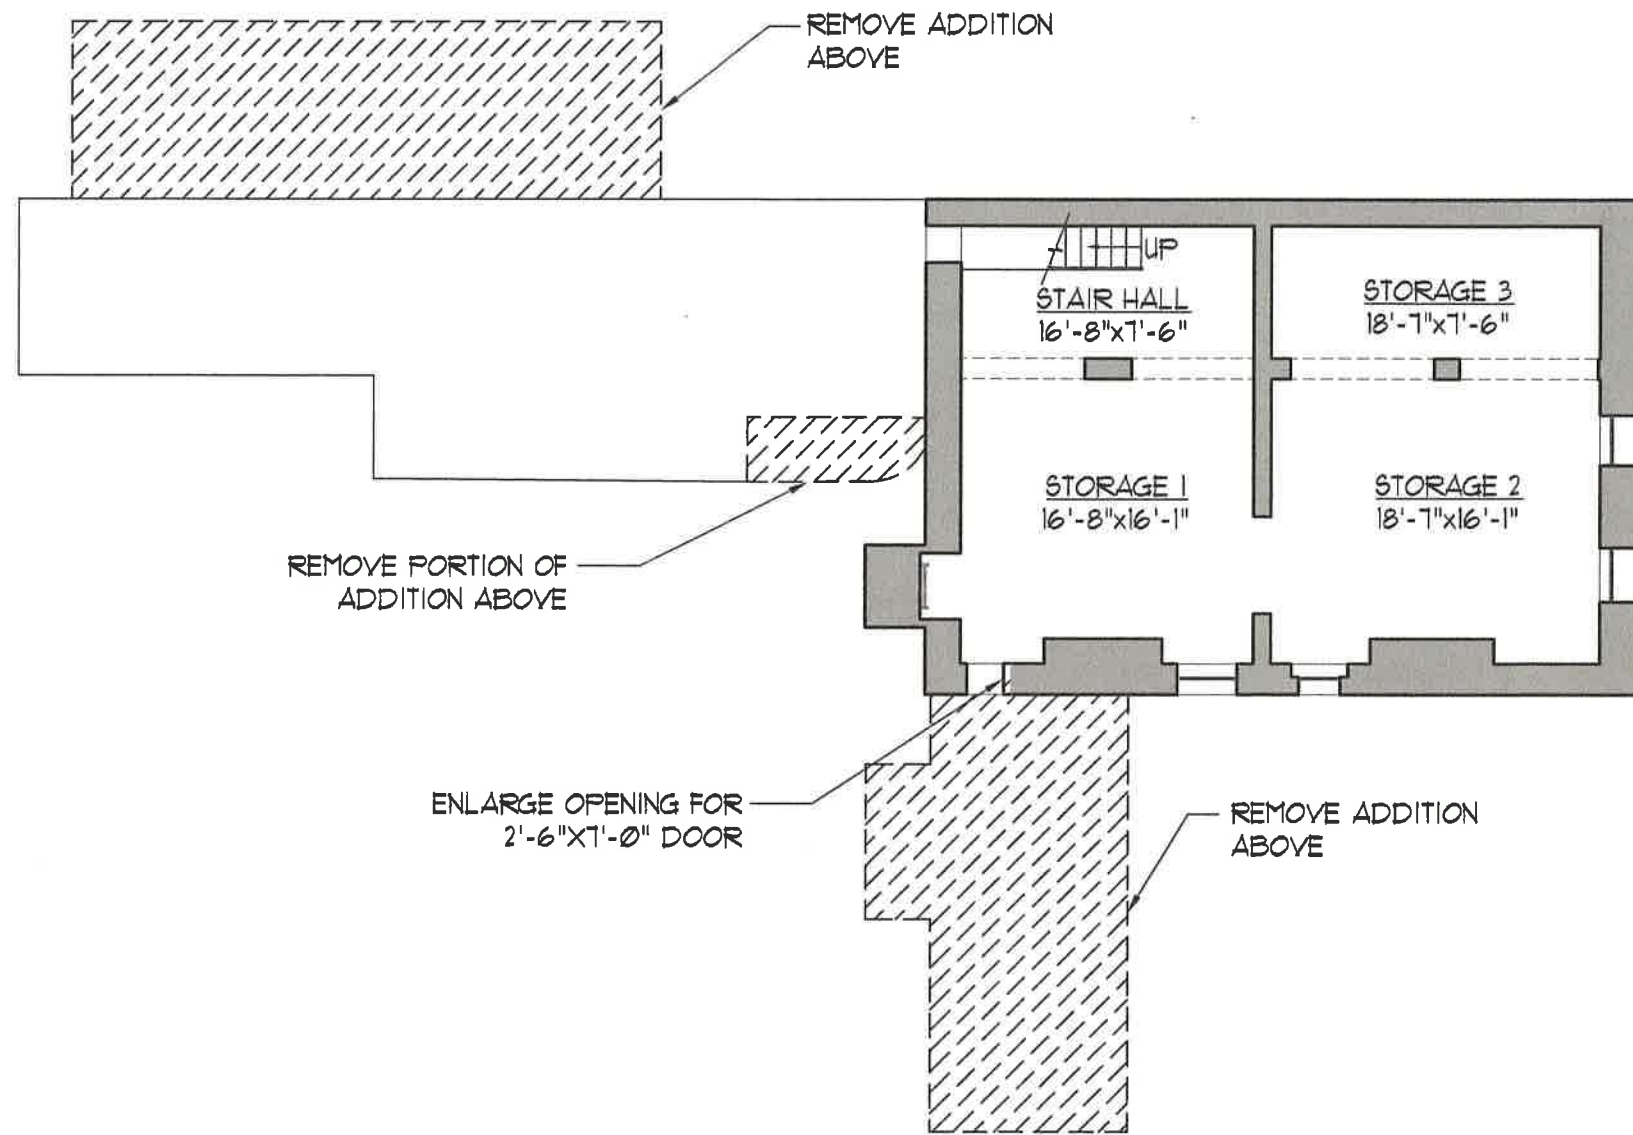 REMOVE ADDITION
ABOVE
UP
STAIR HALL
16'-8"x7'-6"
STORAGE 3
18'-7"x7'-6"
STORAGE 1
16'-8"x16'-1"
STORAGE 2
18'-7"x16'-1"
REMOVE PORTION OF
ADDITION ABOVE
ENLARGE OPENING FOR
2'-6"X7'-0" DOOR
REMOVE ADDITION
ABOVE